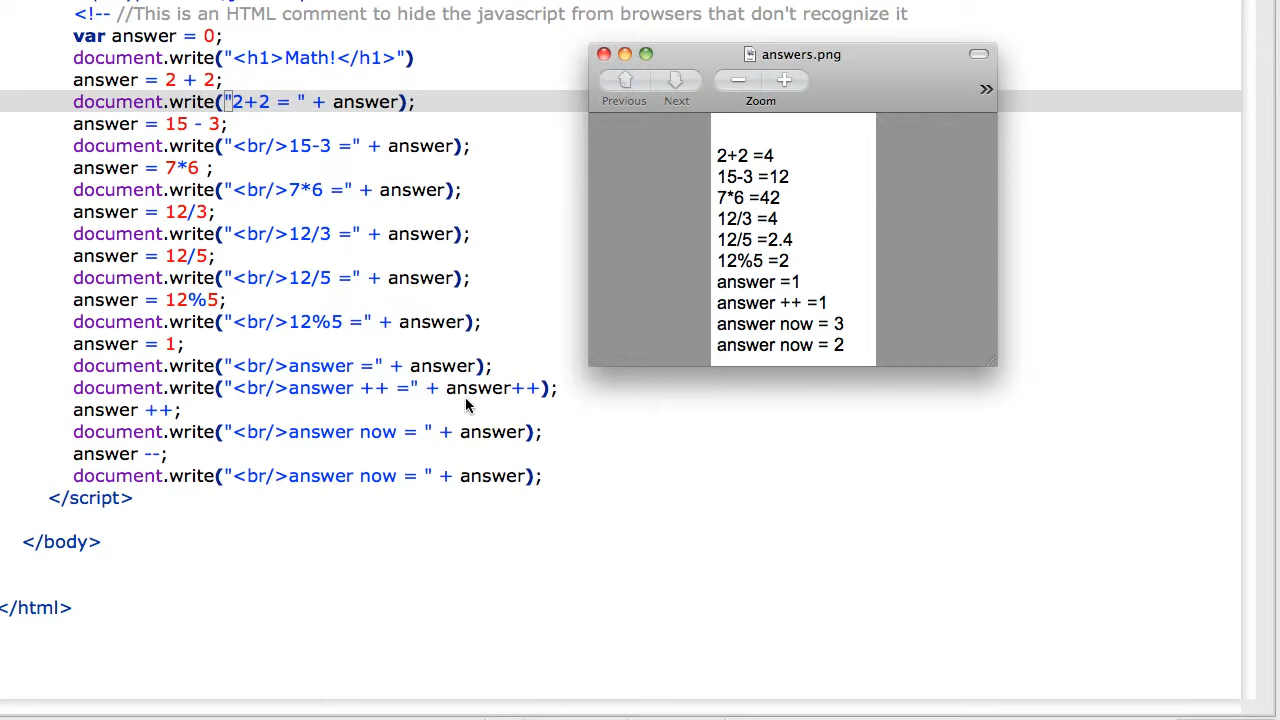 <!-- //This is an HTML comment to hide the javascript from browsers that don't recognize it
var answer = 0;
document.write("<h1>Math!</h1>")
answer = 2 + 2;
document.write("2+2 = " + answer);
answer = 15 - 3;
document.write("<br/>15-3 =" + answer);
answer = 7*6 ;
document.write("<br/>7*6 =" + answer);
answer = 12/3;
document.write("<br/>12/3 =" + answer);
answer = 12/5;
document.write("<br/>12/5 =" + answer);
answer = 12%5;
document.write("<br/>12%5 =" + answer);
answer = 1;
document.write("<br/>answer =" + answer);
document.write("<br/>answer ++ =" + answer++);
answer ++;
document.write("<br/>answer now = " + answer);
answer --;
document.write("<br/>answer now = " + answer);
</script>
</body>
</html>
answers.png
Previous Next Zoom »
2+2 =4
15-3 =12
7*6 =42
12/3 =4
12/5 =2.4
12%5 =2
answer =1
answer ++ =1
answer now = 3
answer now = 2